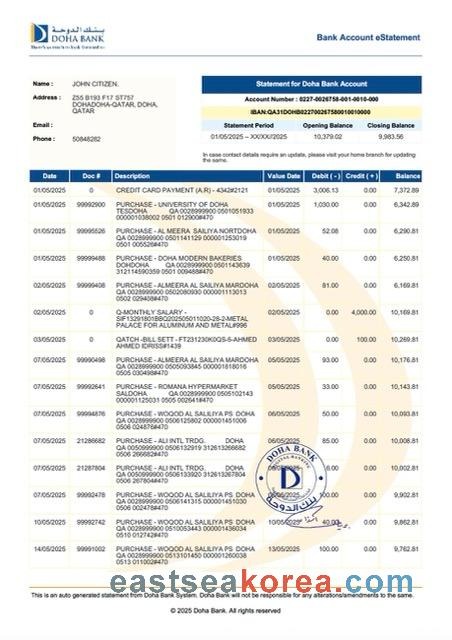 بنك الدوحة
DOHA BANK
Bank Account eStatement
Name : JOHN CITIZEN.
Address : Z55 B193 F17 ST757
DOHADOHA-QATAR, DOHA,
QATAR
Email :
Phone : 50848282
Statement for Doha Bank Account
Account Number : 0227-0026758-001-0010-000
IBAN:QA31DOHB022700267580010010000
Statement Period Opening Balance Closing Balance
01/05/2025 – XX/XX/2025 10,379.02 9,983.56
In case contact details require an update, please visit your home branch for updating
the same.
Date Doc # Description Value Date Debit ( - ) Credit ( + ) Balance
01/05/2025 0 CREDIT CARD PAYMENT (A.R) - 4342#2121 01/05/2025 3,006.13 0.00 7,372.89
01/05/2025 99992900 PURCHASE - UNIVERSITY OF DOHA 01/05/2025 1,030.00 0.00 6,342.89
TESDOHA QA 0028999900 0501051933
000001038002 0501 012900#470
01/05/2025 99995526 PURCHASE - AL MEERA SAILIYA NORTDOHA 01/05/2025 52.08 0.00 6,290.81
QA 0028999900 0501141129 000001253019
0501 005526#470
01/05/2025 99999488 PURCHASE - DOHA MODERN BAKERIES 01/05/2025 40.00 0.00 6,250.81
DOHDOHA QA 0028999900 0501143639
312114590359 0501 009488#470
02/05/2025 99999408 PURCHASE - ALMEERA AL SAILIYA MARDOHA 02/05/2025 81.00 0.00 6,169.81
QA 0028999900 0502080930 000001113013
0502 029408#470
02/05/2025 0 Q-MONTHLY SALARY - 02/05/2025 0.00 4,000.00 10,169.81
SIF13291801BBQ202505011020-28-2-METAL
PALACE FOR ALUMINUM AND METAL#996
03/05/2025 0 QATCH -BILL SETT - FT231230K0QS-5-AHMED 03/05/2025 0.00 100.00 10,269.81
AHMED IDRISS#1439
07/05/2025 99990498 PURCHASE - ALMEERA AL SAILIYA MARDOHA 05/05/2025 93.00 0.00 10,176.81
QA 0028999900 0505093845 000001818016
0505 030498#470
07/05/2025 99992641 PURCHASE - ROMANA HYPERMARKET 05/05/2025 33.00 0.00 10,143.81
SALDOHA QA 0028999900 0505102143
000001125031 0505 002641#470
07/05/2025 99994876 PURCHASE - WOQOD AL SALILIYA PS DOHA 06/05/2025 50.00 0.00 10,093.81
QA 0028999900 0506125802 000001451006
0506 024876#470
07/05/2025 21286682 PURCHASE - ALI INTL TRDG. DOHA 06/05/2025 85.00 0.00 10,008.81
QA 0050999900 0506132919 312613266682
0506 266682#470
07/05/2025 21287804 PURCHASE - ALI INTL TRDG. DOHA 0.00 10,002.81
QA 0050999900 0506133920 312613267804
0506 267804#470
07/05/2025 99992478 PURCHASE - WOQOD AL SALILIYA PS DOHA 0.00 9,902.81
QA 0028999900 0506141315 000001451030
0506 002478#470
10/05/2025 99992742 PURCHASE - WOQOD AL SALILIYA PS DOHA 10/05/2025 40.00 0.00 9,862.81
QA 0028999900 0510053443 000001436034
0510 012742#470
14/05/2025 99991002 PURCHASE - WOQOD AL SALILIYA PS DOHA 13/05/2025 100.00 0.00 9,762.81
QA 0028999900 0513101450 000001260038
0513 011002#470
DOHA BANK
D
بنك الدوحة
eastseakorea.com
This is an auto generated statement from Doha Bank System. Doha Bank will not be responsible for any alterations/amendments to the same.
© 2025 Doha Bank. All rights reserved